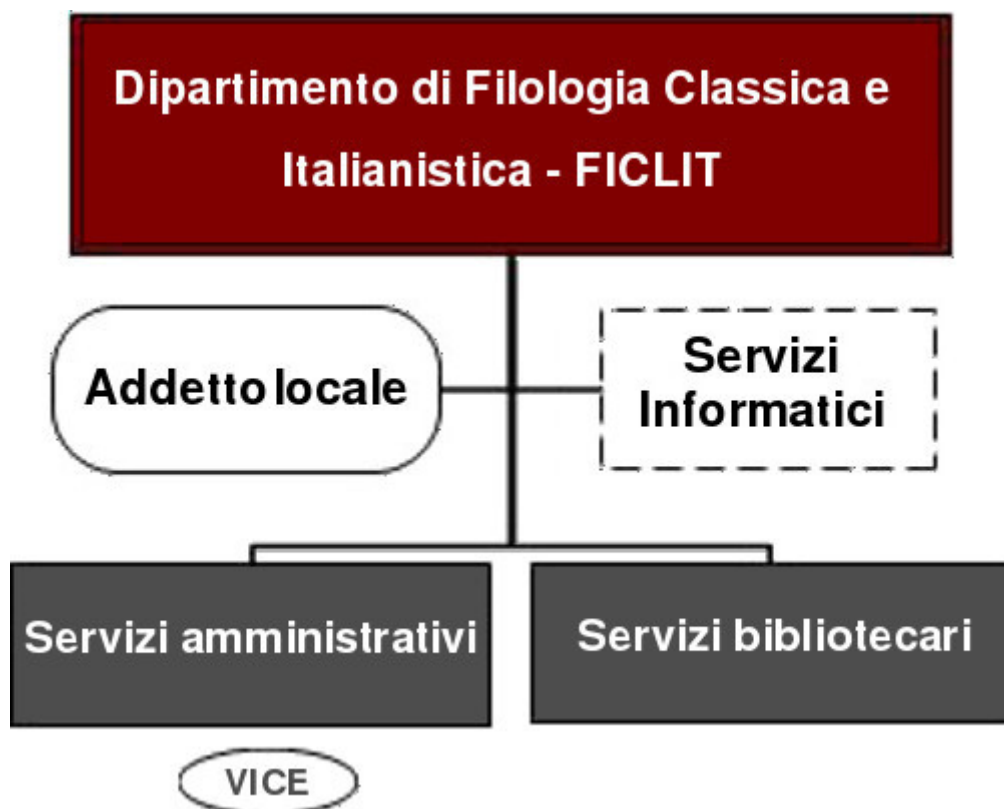 Dipartimento di Filologia Classica e
Italianistica - FICLIT
Addetto locale
Servizi
Informatici
Servizi amministrativi
Servizi bibliotecari
VICE